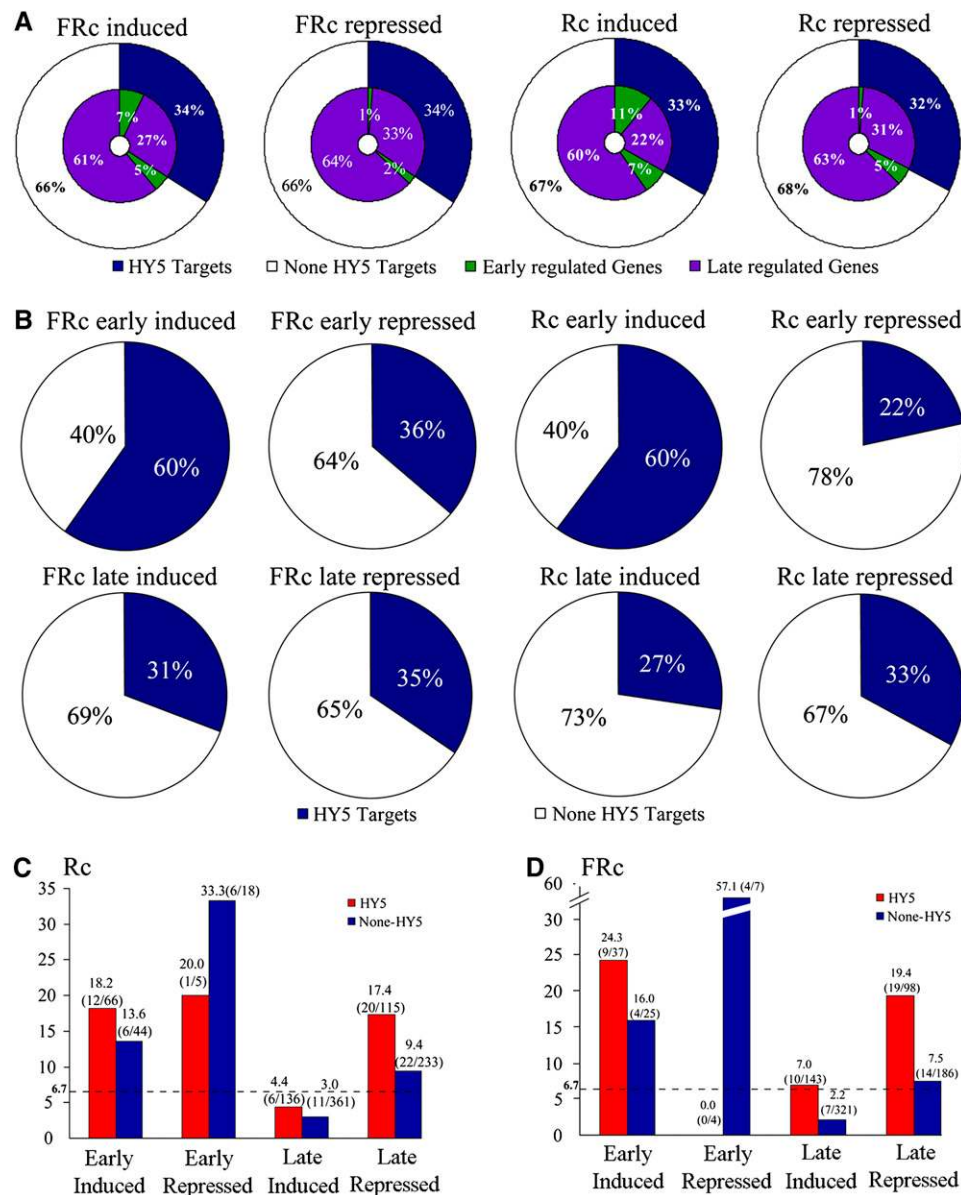 A
FRc induced
FRc repressed
Rc induced
Rc repressed
7%
34%
27%
61%
5%
66%
1%
34%
33%
64%
2%
66%
11%
33%
22%
60%
7%
67%
1%
32%
31%
63%
5%
68%
HY5 Targets
None HY5 Targets
Early regulated Genes
Late regulated Genes
B
FRc early induced
FRc early repressed
Rc early induced
Rc early repressed
40%
60%
36%
64%
40%
60%
22%
78%
FRc late induced
FRc late repressed
Rc late induced
Rc late repressed
31%
69%
35%
65%
27%
73%
33%
67%
HY5 Targets
None HY5 Targets
C
Rc
35
30
25
20
15
10
6.7
5
0
HY5
None-HY5
18.2
(12/66)
13.6
(6/44)
20.0
(1/5)
33.3(6/18)
4.4
(6/136)
3.0
(11/361)
17.4
(20/115)
9.4
(22/233)
Early
Induced
Early
Repressed
Late
Induced
Late
Repressed
D
FRc
60
30
25
20
15
10
6.7
5
0
HY5
None-HY5
24.3
(9/37)
16.0
(4/25)
0.0
(0/4)
57.1 (4/7)
7.0
(10/143)
2.2
(7/321)
19.4
(19/98)
7.5
(14/186)
Early
Induced
Early
Repressed
Late
Induced
Late
Repressed